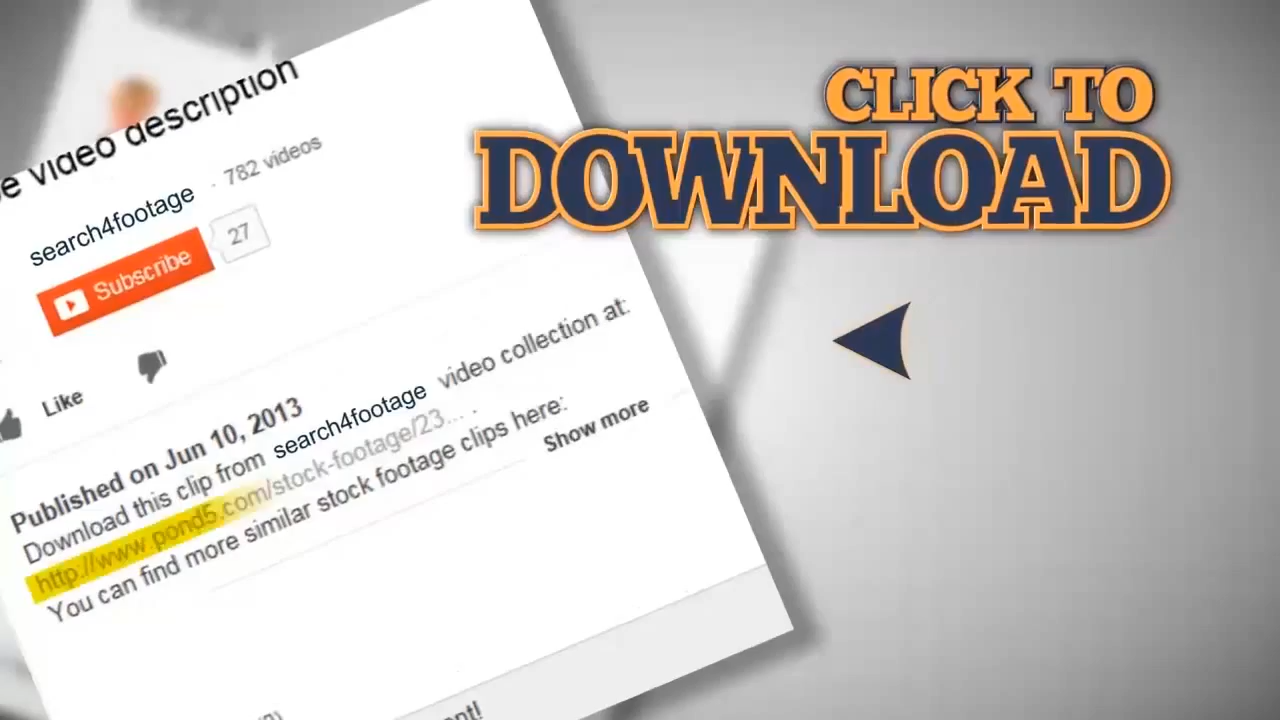 CLICK TO
DOWNLOAD
e video description
search4footage · 782 videos
Subscribe 27
Like
Published on Jun 10, 2013
Download this clip from search4footage video collection at:
http://www.pond5.com/stock-footage/23... .
You can find more similar stock footage clips here:
Show more